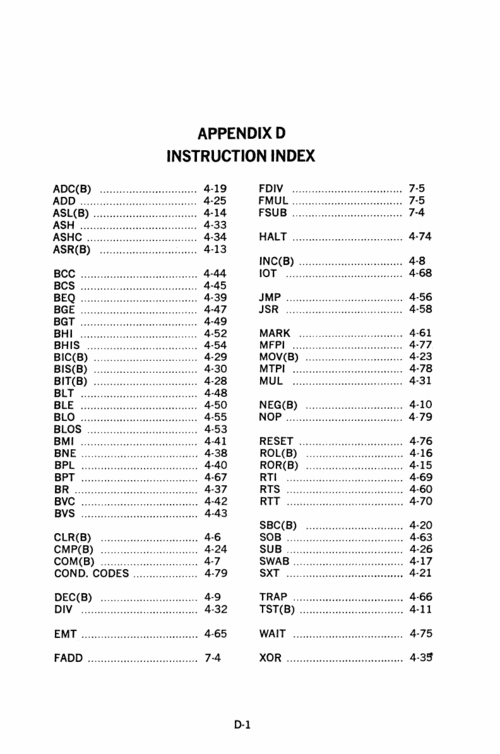 APPENDIX D
INSTRUCTION INDEX
ADC(B) .............................. 4-19
ADD .................................... 4-25
ASL(B) ................................ 4-14
ASH .................................... 4-33
ASHC .................................. 4-34
ASR(B) .............................. 4-13
BCC .................................... 4-44
BCS .................................... 4-45
BEQ .................................... 4-39
BGE .................................... 4-47
BGT .................................... 4-49
BHI .................................... 4-52
BHIS .................................. 4-54
BIC(B) ................................ 4-29
BIS(B) ................................ 4-30
BIT(B) ................................ 4-28
BLT .................................... 4-48
BLE .................................... 4-50
BLO .................................... 4-55
BLOS .................................. 4-53
BMI .................................... 4-41
BNE .................................... 4-38
BPL .................................... 4-40
BPT .................................... 4-67
BR ...................................... 4-37
BVC .................................... 4-42
BVS .................................... 4-43
CLR(B) .............................. 4-6
CMP(B) .............................. 4-24
COM(B) .............................. 4-7
COND. CODES .................... 4-79
DEC(B) .............................. 4-9
DIV .................................... 4-32
EMT .................................... 4-65
FADD .................................. 7-4
FDIV .................................. 7-5
FMUL .................................. 7-5
FSUB .................................. 7-4
HALT .................................. 4-74
INC(B) ................................ 4-8
IOT .................................... 4-68
JMP .................................... 4-56
JSR .................................... 4-58
MARK ................................ 4-61
MFPI .................................. 4-77
MOV(B) .............................. 4-23
MTPI .................................. 4-78
MUL .................................. 4-31
NEG(B) .............................. 4-10
NOP .................................... 4-79
RESET ................................ 4-76
ROL(B) .............................. 4-16
ROR(B) .............................. 4-15
RTI .................................... 4-69
RTS .................................... 4-60
RTT .................................... 4-70
SBC(B) .............................. 4-20
SOB .................................... 4-63
SUB .................................... 4-26
SWAB .................................. 4-17
SXT .................................... 4-21
TRAP .................................. 4-66
TST(B) ................................ 4-11
WAIT .................................. 4-75
XOR .................................... 4-35
D-1